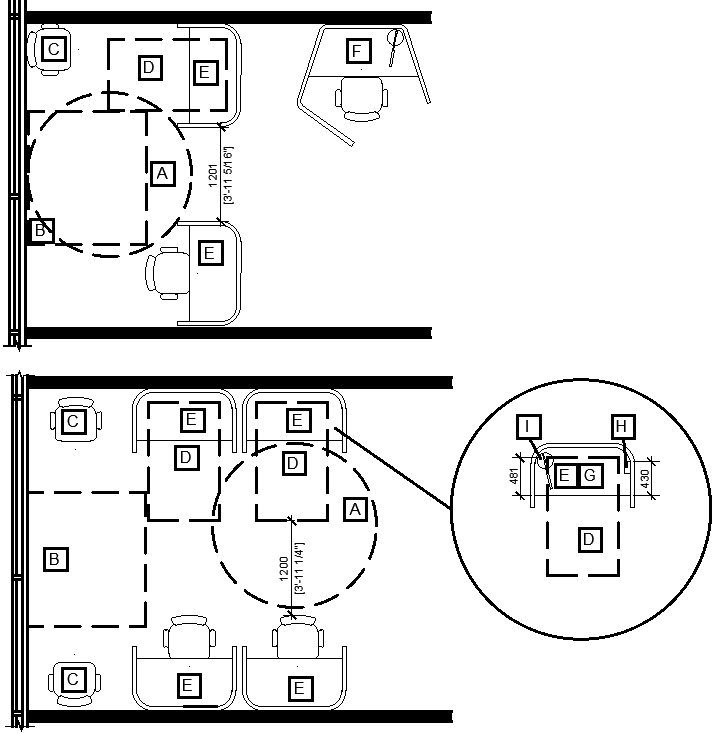 C
D
E
F
A
1201
[3'-11 5/16"]
B
E
C
E
E
D
D
A
B
1200
[3'-11 1/4"]
C
E
E
I
H
E
G
481
430
D